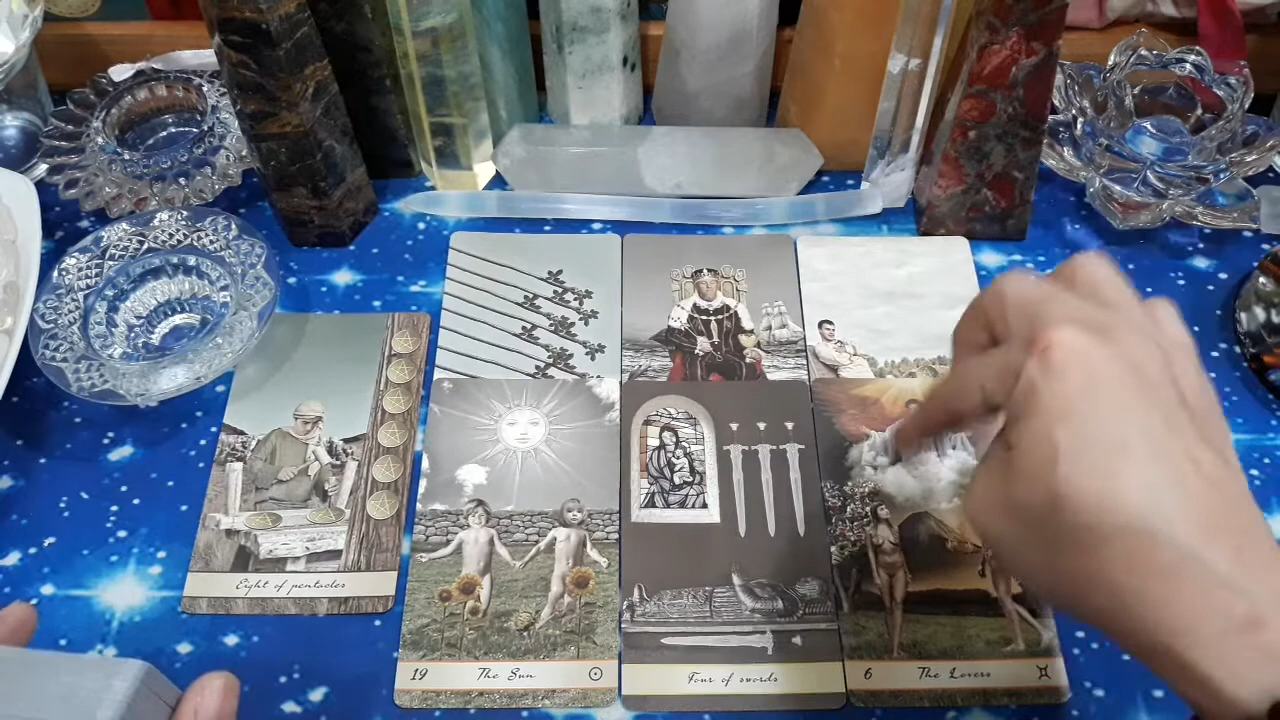 Eight of pentacles
19 The Sun ☉
Four of swords
6 The Lovers ♊